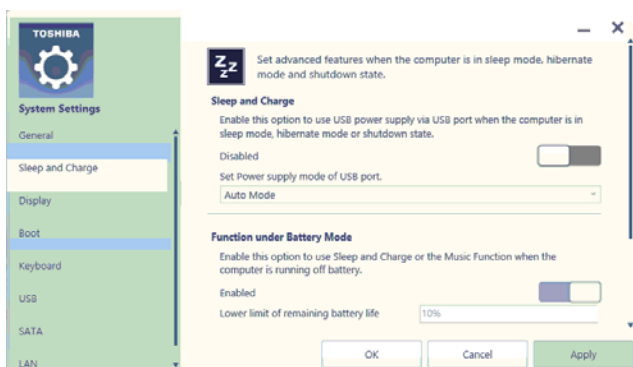 TOSHIBA
System Settings
General
Sleep and Charge
Display
Boot
Keyboard
USB
SATA
LAN
Set advanced features when the computer is in sleep mode, hibernate
mode and shutdown state.
Sleep and Charge
Enable this option to use USB power supply via USB port when the computer is in
sleep mode, hibernate mode or shutdown state.
Disabled
Set Power supply mode of USB port.
Auto Mode
Function under Battery Mode
Enable this option to use Sleep and Charge or the Music Function when the
computer is running off battery.
Enabled
Lower limit of remaining battery life 10%
OK Cancel Apply